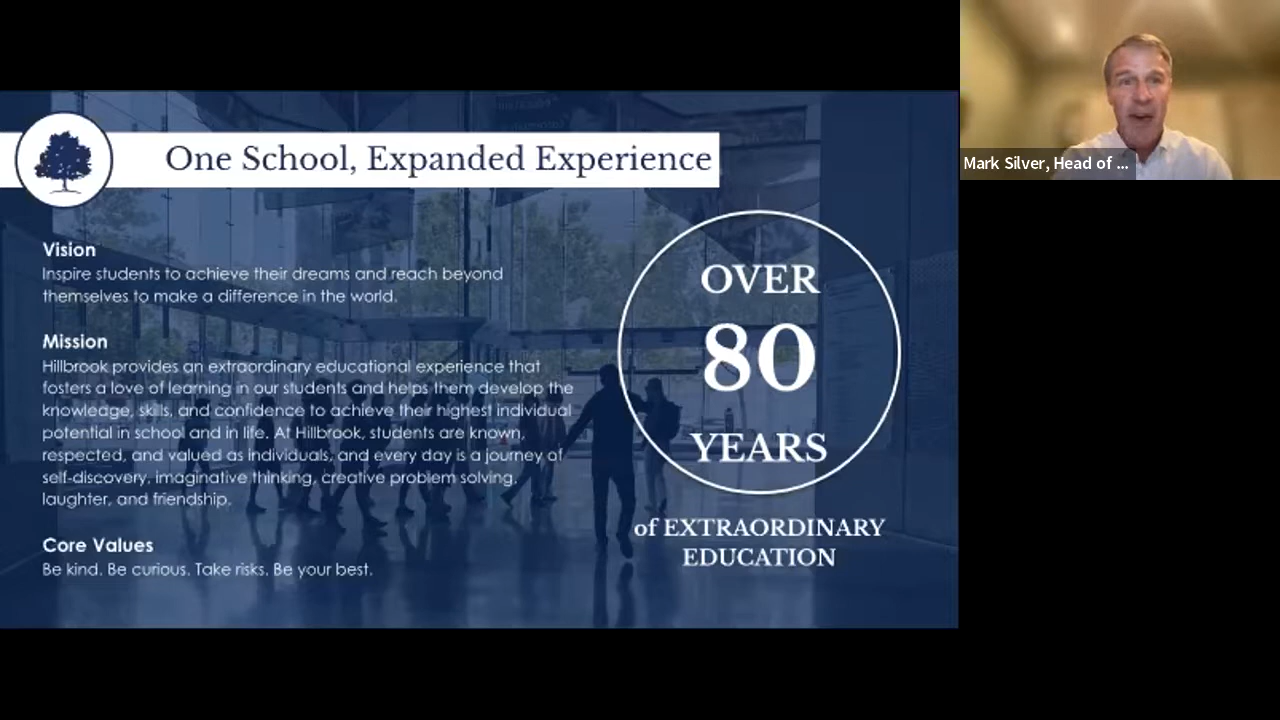 One School, Expanded Experience
Vision
Inspire students to achieve their dreams and reach beyond
themselves to make a difference in the world.
Mission
Hillbrook provides an extraordinary educational experience that
fosters a love of learning in our students and helps them develop the
knowledge, skills, and confidence to achieve their highest individual
potential in school and in life. At Hillbrook, students are known,
respected, and valued as individuals, and every day is a journey of
self-discovery, imaginative thinking, creative problem solving,
laughter, and friendship.
Core Values
Be kind. Be curious. Take risks. Be your best.
OVER
80
YEARS
of EXTRAORDINARY
EDUCATION
Mark Silver, Head of ...